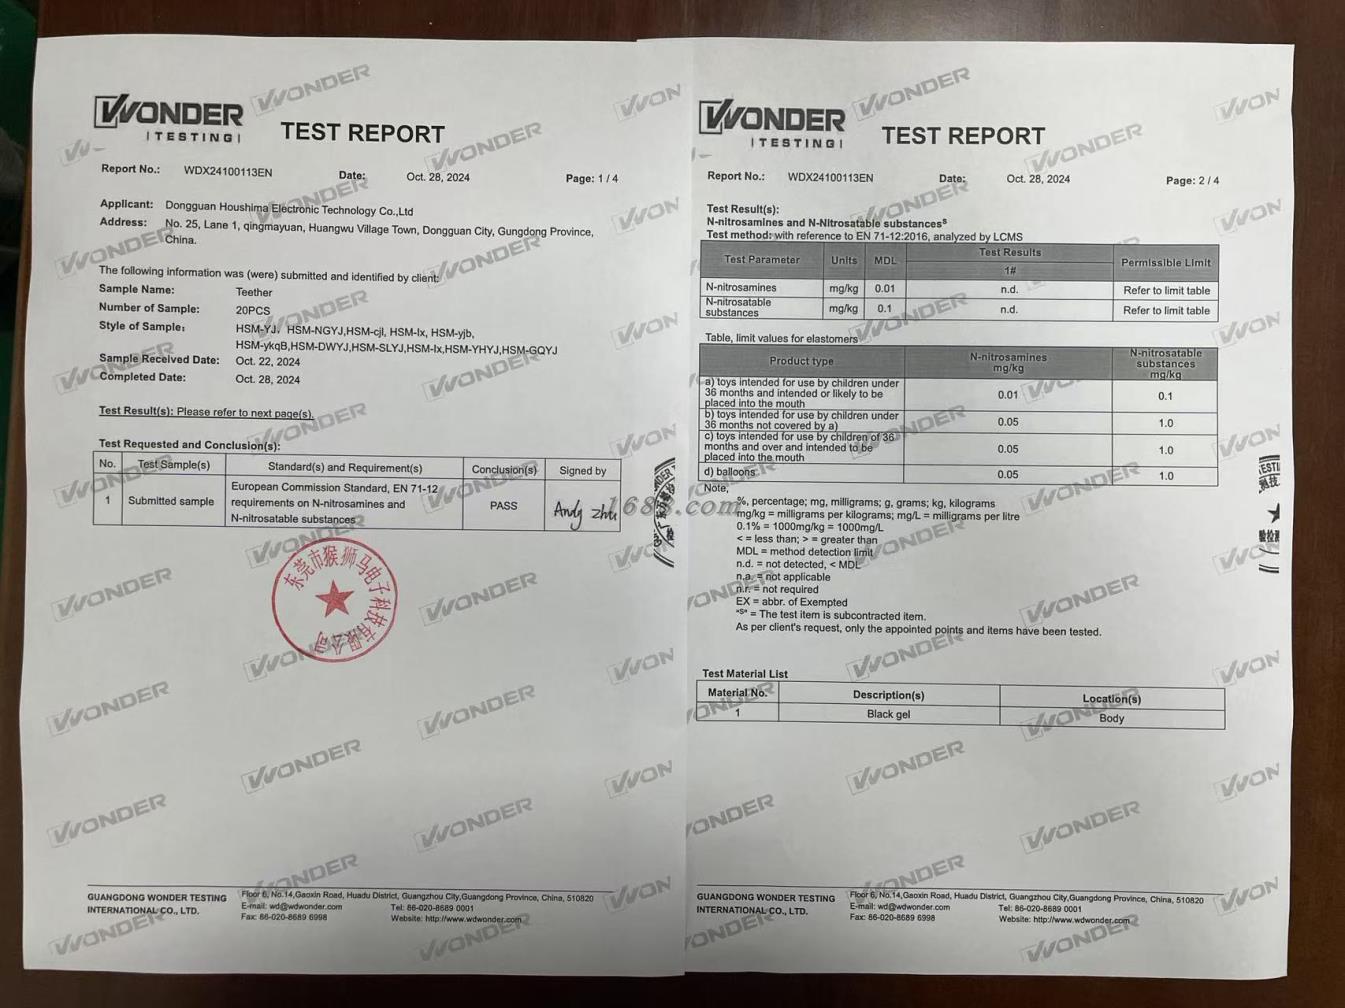 WONDER
TESTING
TEST REPORT
Report No.: WDX24100113EN Date: Oct. 28, 2024 Page: 1 / 4
Applicant: Dongguan Houshima Electronic Technology Co.,Ltd
Address: No. 25, Lane 1, qingmayuan, Huangwu Village Town, Dongguan City, Gungdong Province,
China.
The following information was (were) submitted and identified by client:
Sample Name: Teether
Number of Sample: 20PCS
Style of Sample: HSM-YJ, HSM-NGYJ,HSM-cjl, HSM-lx, HSM-yjb,
HSM-ykqB,HSM-DWYJ,HSM-SLYJ,HSM-lx,HSM-YHYJ,HSM-GQYJ
Sample Received Date: Oct. 22, 2024
Completed Date: Oct. 28, 2024
Test Result(s): Please refer to next page(s).
Test Requested and Conclusion(s):
No. Test Sample(s) Standard(s) and Requirement(s) Conclusion(s) Signed by
1 Submitted sample European Commission Standard, EN 71-12
requirements on N-nitrosamines and
N-nitrosatable substances PASS Andy zhu
东莞市猴狮马电子科技有限公司
GUANGDONG WONDER TESTING
INTERNATIONAL CO., LTD.
Floor 6, No.14,Gaoxin Road, Huadu District, Guangzhou City,Guangdong Province, China, 510820
E-mail: wd@wdwonder.com Tel: 86-020-8689 0001
Fax: 86-020-8689 6998 Website: http://www.wdwonder.com
WONDER
TESTING
TEST REPORT
Report No.: WDX24100113EN Date: Oct. 28, 2024 Page: 2 / 4
Test Result(s):
N-nitrosamines and N-Nitrosatable substancesS
Test method: with reference to EN 71-12:2016, analyzed by LCMS
Test Parameter Units MDL Test Results Permissible Limit
1#
N-nitrosamines mg/kg 0.01 n.d. Refer to limit table
N-nitrosatable
substances mg/kg 0.1 n.d. Refer to limit table
Table, limit values for elastomers
Product type N-nitrosamines
mg/kg N-nitrosatable
substances
mg/kg
a) toys intended for use by children under
36 months and intended or likely to be
placed into the mouth 0.01 0.1
b) toys intended for use by children under
36 months not covered by a) 0.05 1.0
c) toys intended for use by children of 36
months and over and intended to be
placed into the mouth 0.05 1.0
d) balloons 0.05 1.0
Note,
%, percentage; mg, milligrams; g, grams; kg, kilograms
mg/kg = milligrams per kilograms; mg/L = milligrams per litre
0.1% = 1000mg/kg = 1000mg/L
< = less than; > = greater than
MDL = method detection limit
n.d. = not detected, < MDL
n.a. = not applicable
n.r. = not required
EX = abbr. of Exempted
"S" = The test item is subcontracted item.
As per client's request, only the appointed points and items have been tested.
Test Material List
Material No. Description(s) Location(s)
1 Black gel Body
GUANGDONG WONDER TESTING
INTERNATIONAL CO., LTD.
Floor 6, No.14,Gaoxin Road, Huadu District, Guangzhou City,Guangdong Province, China, 510820
E-mail: wd@wdwonder.com Tel: 86-020-8689 0001
Fax: 86-020-8689 6998 Website: http://www.wdwonder.com